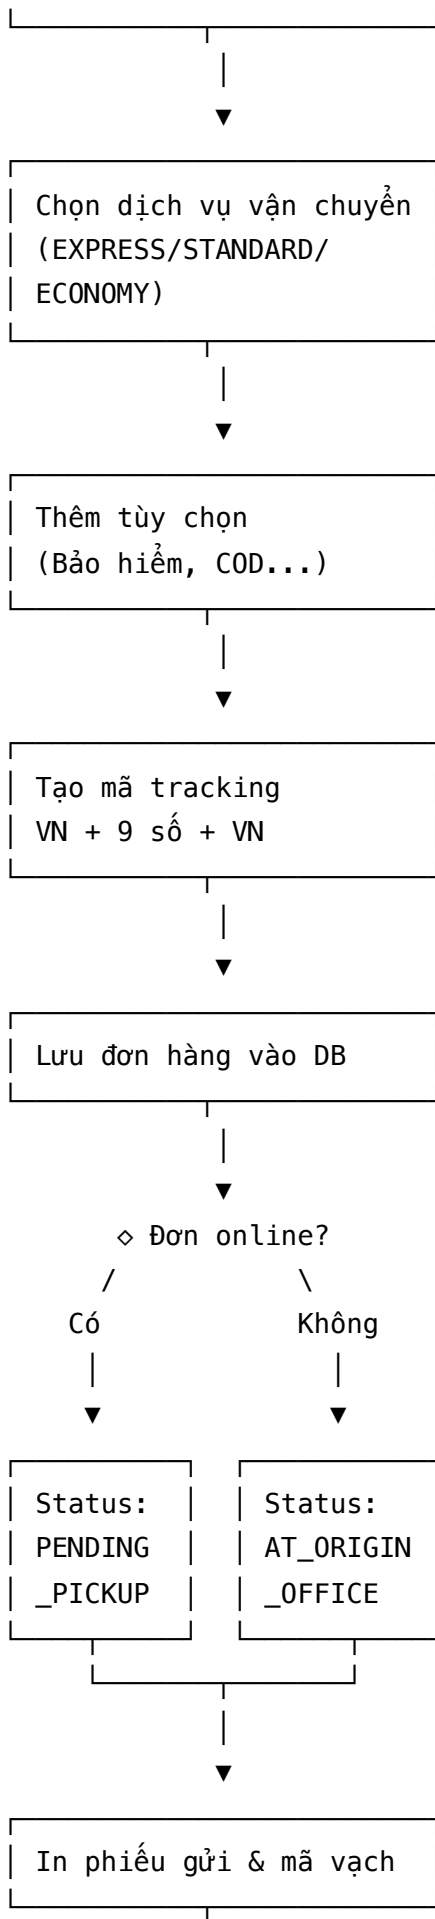 Chọn dịch vụ vận chuyển
(EXPRESS/STANDARD/
ECONOMY)
Thêm tùy chọn
(Bảo hiểm, COD...)
Tạo mã tracking
VN + 9 số + VN
Lưu đơn hàng vào DB
◇ Đơn online?
Có Không
Status: Status:
PENDING AT_ORIGIN
_PICKUP _OFFICE
In phiếu gửi & mã vạch